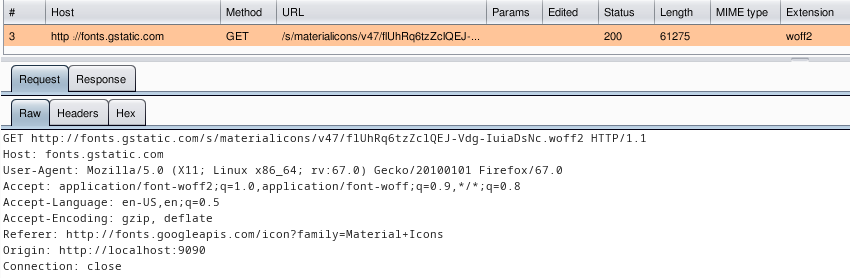 # Host Method URL Params Edited Status Length MIME type Extension
3 http://fonts.gstatic.com GET /s/materialicons/v47/flUhRq6tzZclQEJ-... 200 61275 woff2
Request Response
Raw Headers Hex
GET http://fonts.gstatic.com/s/materialicons/v47/flUhRq6tzZclQEJ-Vdg-IuiaDsNc.woff2 HTTP/1.1
Host: fonts.gstatic.com
User-Agent: Mozilla/5.0 (X11; Linux x86_64; rv:67.0) Gecko/20100101 Firefox/67.0
Accept: application/font-woff2;q=1.0,application/font-woff;q=0.9,*/*;q=0.8
Accept-Language: en-US,en;q=0.5
Accept-Encoding: gzip, deflate
Referer: http://fonts.googleapis.com/icon?family=Material+Icons
Origin: http://localhost:9090
Connection: close